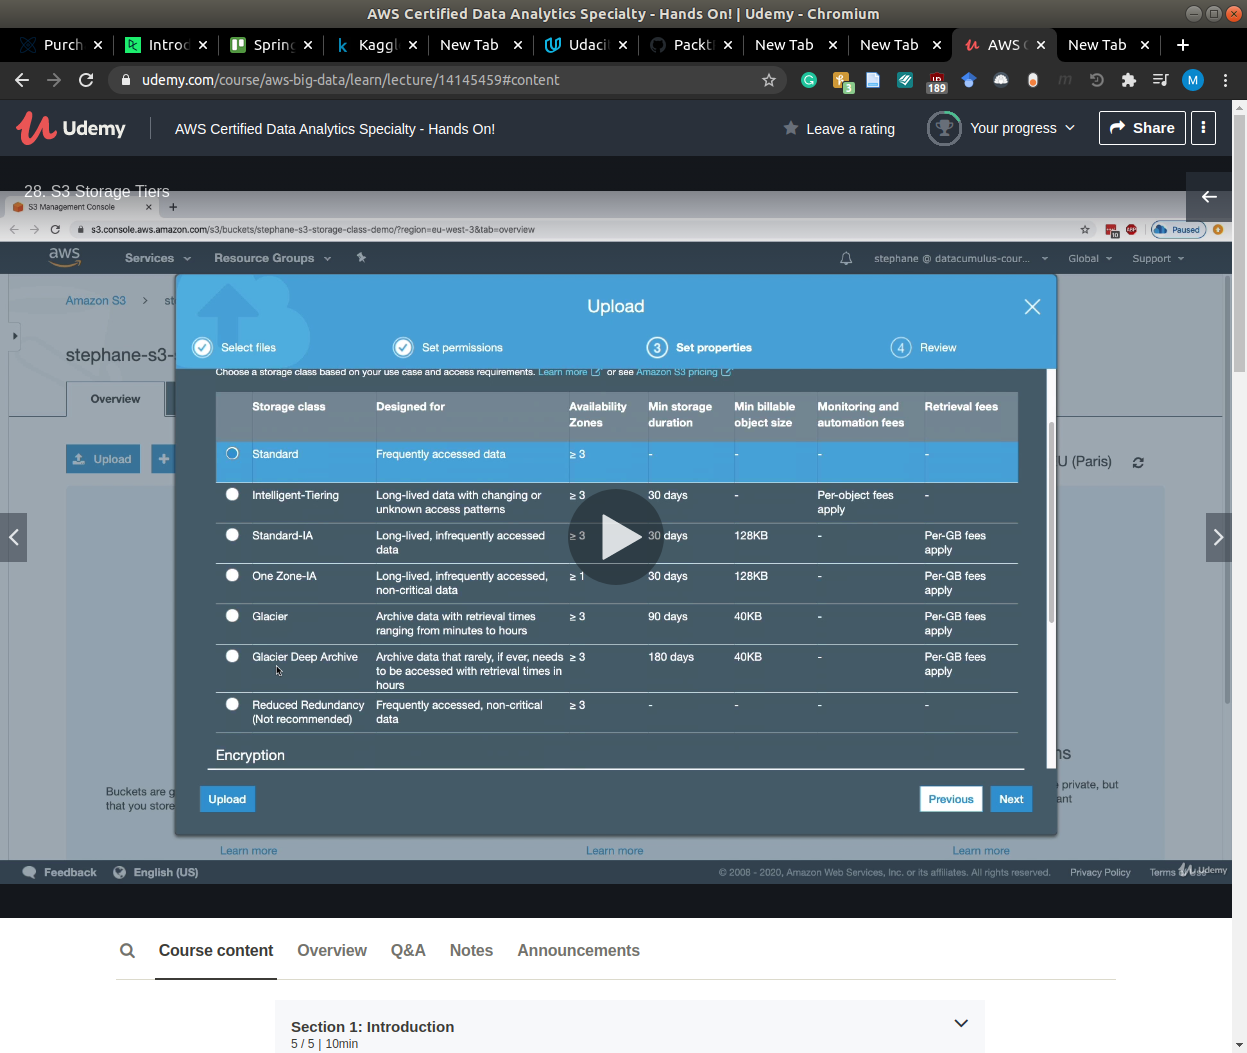 AWS Certified Data Analytics Specialty - Hands On! | Udemy - Chromium
Purch
Introd
Spring
Kaggl
New Tab
Udaci
Packt
New Tab
New Tab
AWS
New Tab
udemy.com/course/aws-big-data/learn/lecture/14145459#content
3
189
M
Udemy
AWS Certified Data Analytics Specialty - Hands On!
Leave a rating
Your progress
Share
28. S3 Storage Tiers
S3 Management Console
s3.console.aws.amazon.com/s3/buckets/stephane-s3-storage-class-demo/?region=eu-west-3&tab=overview
10
ABP
Paused
aws
Services
Resource Groups
stephane @ datacumulus-cour...
Global
Support
Amazon S3
st
Upload
Select files
Set permissions
3 Set properties
4 Review
stephane-s3-
Overview
Upload
U (Paris)
Choose a storage class based on your use case and access requirements. Learn more or see Amazon S3 pricing
Storage class Designed for Availability Zones Min storage duration Min billable object size Monitoring and automation fees Retrieval fees
Standard Frequently accessed data ≥ 3 - - - -
Intelligent-Tiering Long-lived data with changing or unknown access patterns ≥ 3 30 days - Per-object fees apply -
Standard-IA Long-lived, infrequently accessed data ≥ 3 30 days 128KB - Per-GB fees apply
One Zone-IA Long-lived, infrequently accessed, non-critical data ≥ 1 30 days 128KB - Per-GB fees apply
Glacier Archive data with retrieval times ranging from minutes to hours ≥ 3 90 days 40KB - Per-GB fees apply
Glacier Deep Archive Archive data that rarely, if ever, needs to be accessed with retrieval times in hours ≥ 3 180 days 40KB - Per-GB fees apply
Reduced Redundancy (Not recommended) Frequently accessed, non-critical data ≥ 3 - - - -
Encryption
Buckets are g
that you store
ns
private, but
ant
Upload
Previous
Next
Learn more
Learn more
Learn more
Feedback
English (US)
© 2008 - 2020, Amazon Web Services, Inc. or its affiliates. All rights reserved.
Privacy Policy
Terms
Udemy
Course content
Overview
Q&A
Notes
Announcements
Section 1: Introduction
5 / 5 | 10min